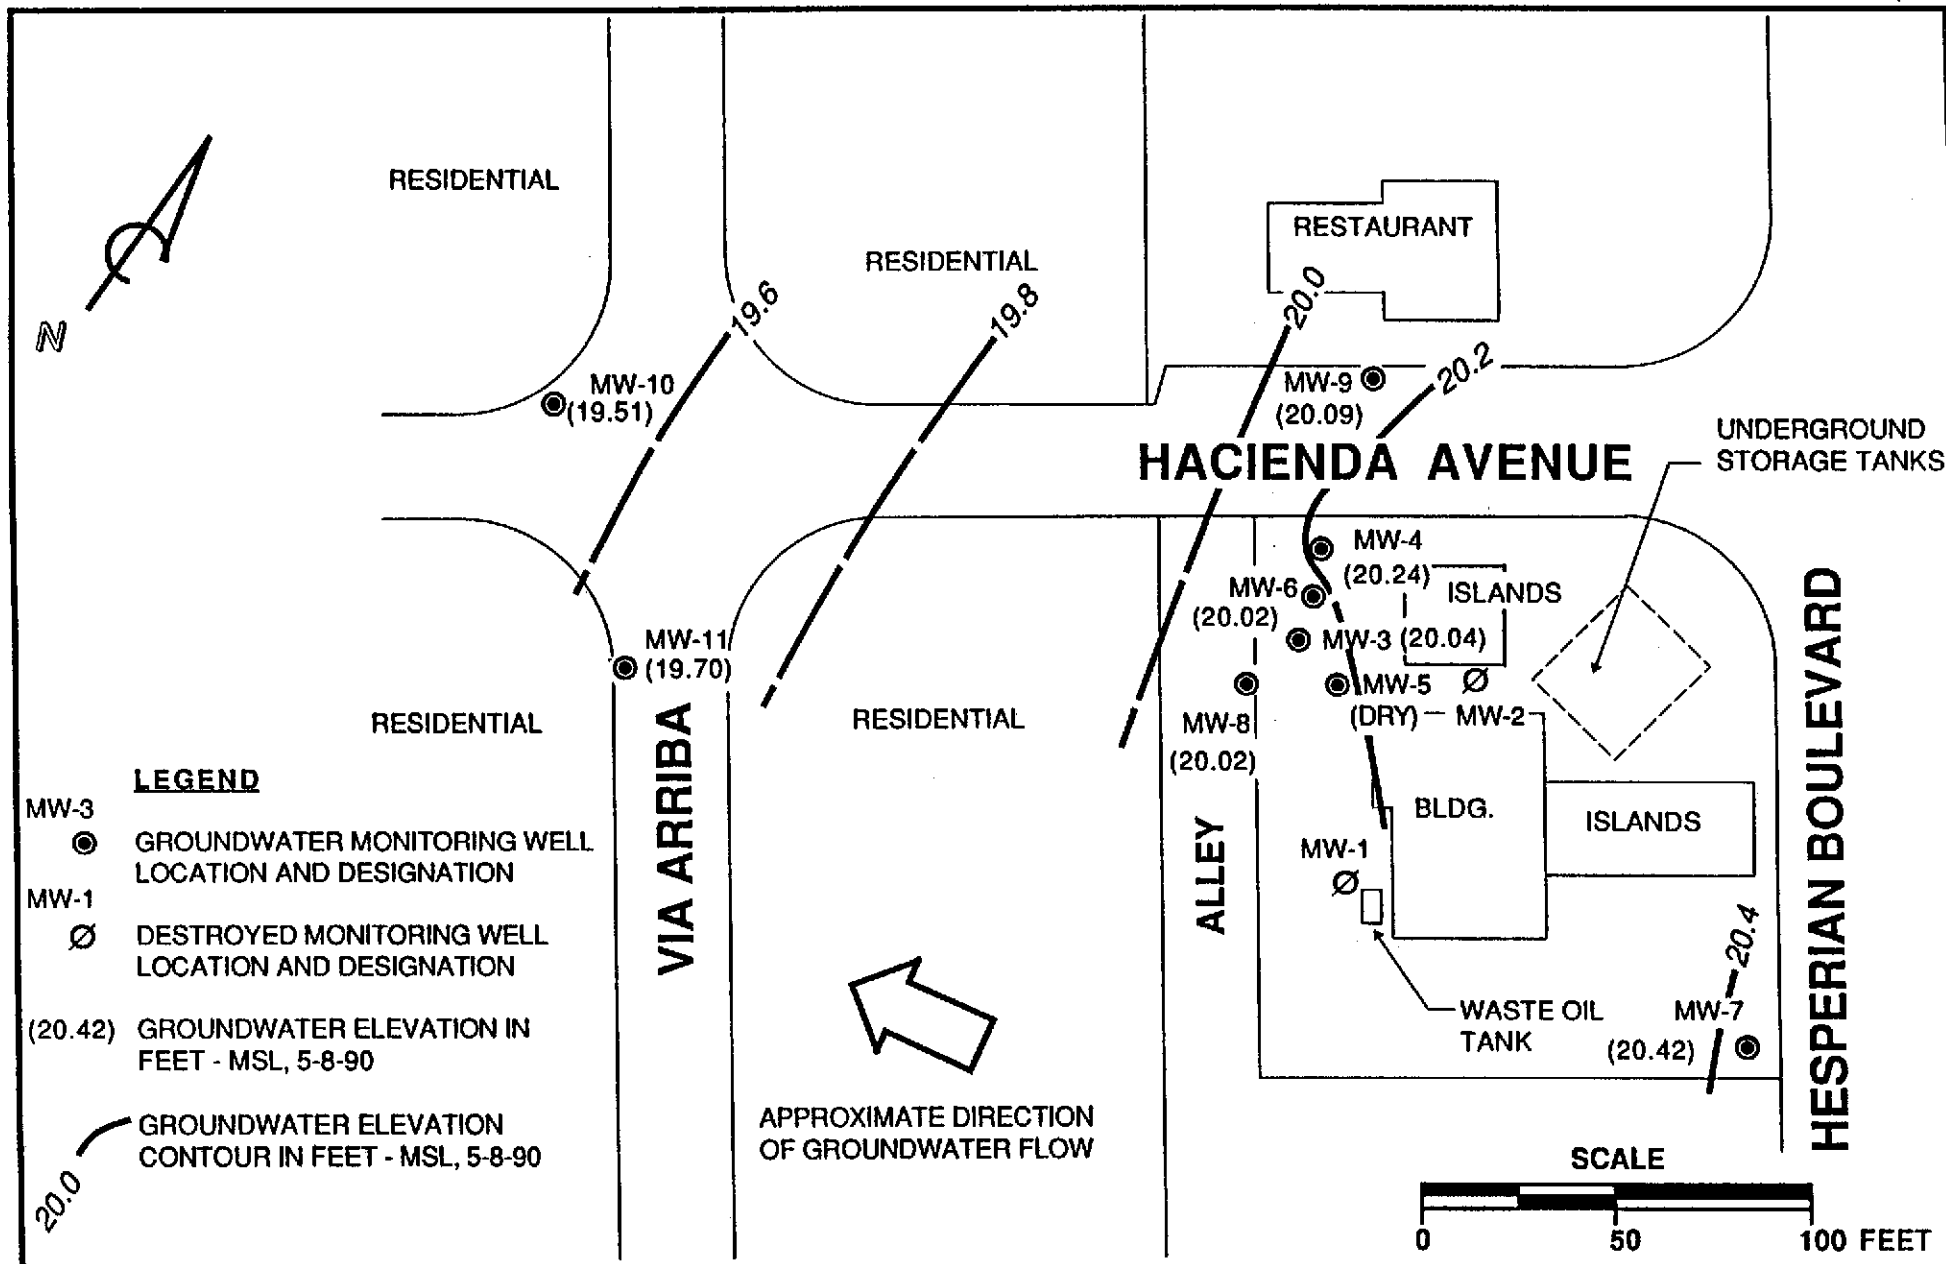 RESIDENTIAL
RESTAURANT
RESIDENTIAL
N
19.6
19.8
20.0
20.2
MW-10
(19.51)
MW-9
(20.09)
HACIENDA AVENUE
UNDERGROUND
STORAGE TANKS
MW-4
(20.24)
MW-6
(20.02)
ISLANDS
MW-3 (20.04)
MW-11
(19.70)
MW-5
(DRY)
MW-2
MW-8
(20.02)
RESIDENTIAL
RESIDENTIAL
VIA ARRIBA
ALLEY
HESPERIAN BOULEVARD
BLDG.
ISLANDS
MW-1
WASTE OIL
TANK
20.4
MW-7
(20.42)
LEGEND
MW-3
GROUNDWATER MONITORING WELL
LOCATION AND DESIGNATION
MW-1
DESTROYED MONITORING WELL
LOCATION AND DESIGNATION
(20.42) GROUNDWATER ELEVATION IN
FEET - MSL, 5-8-90
GROUNDWATER ELEVATION
CONTOUR IN FEET - MSL, 5-8-90
20.0
APPROXIMATE DIRECTION
OF GROUNDWATER FLOW
SCALE
0 50 100 FEET